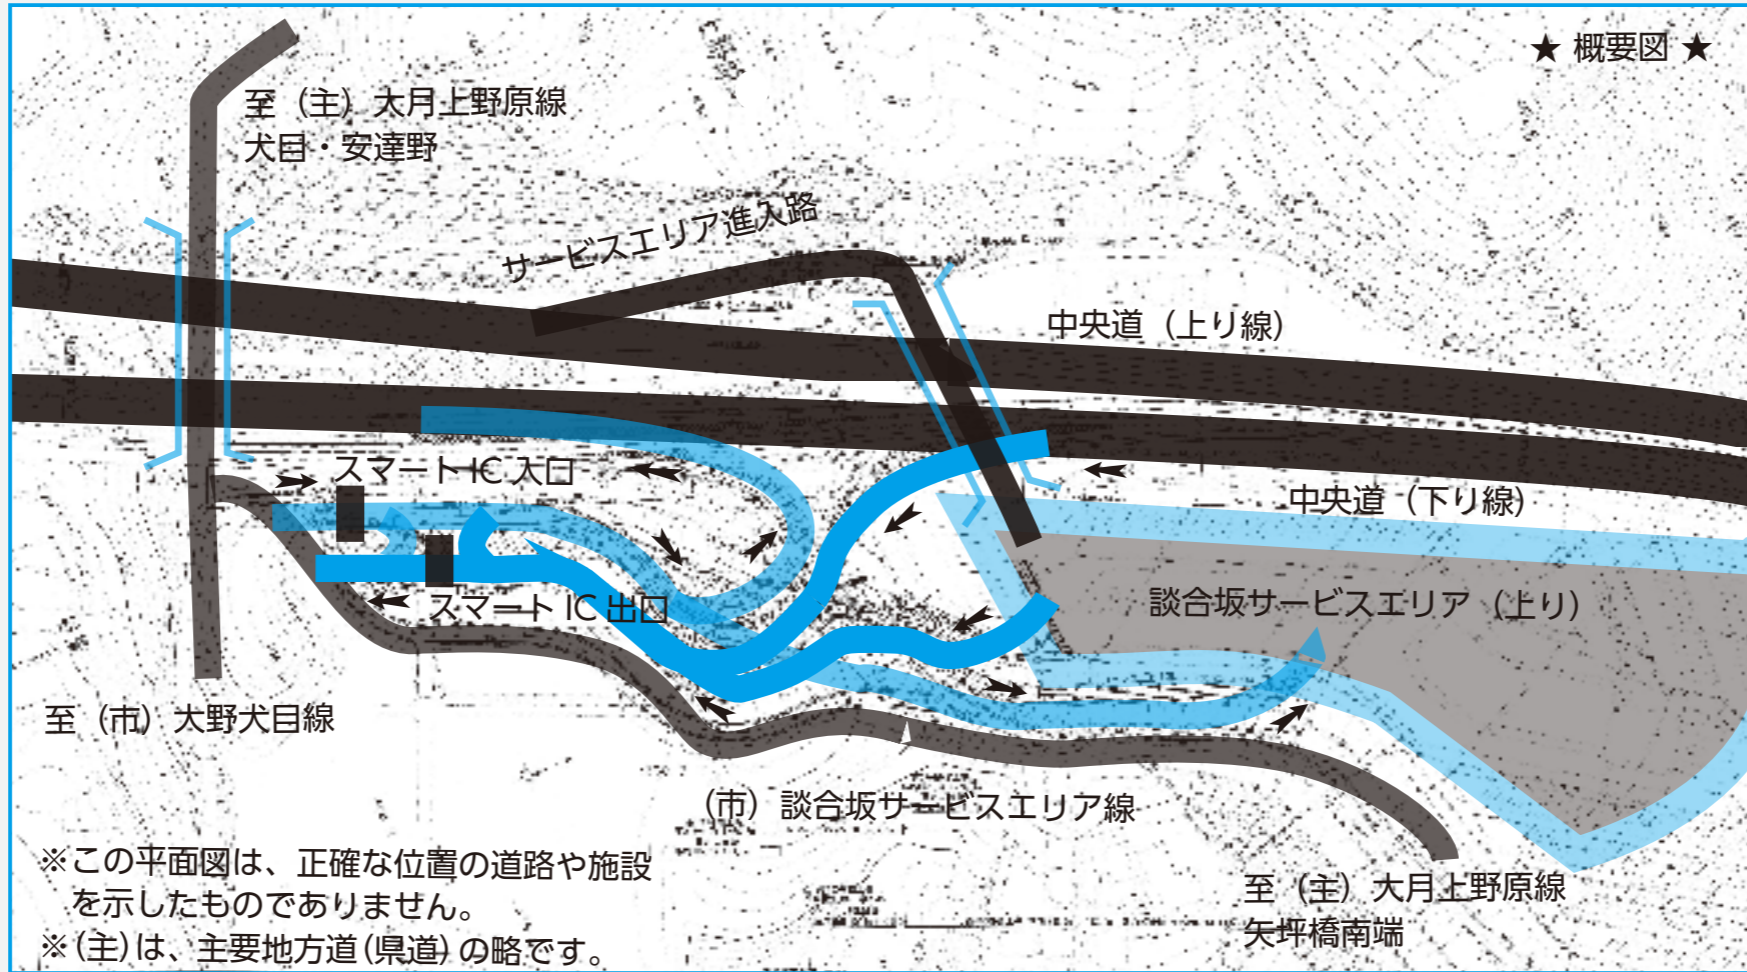 ★ 概要図 ★
至（主）大月上野原線
犬目・安達野
サービスエリア進入路
中央道（上り線）
スマートIC 入口
中央道（下り線）
スマートIC 出口
談合坂サービスエリア（上り）
至（市）大野犬目線
（市）談合坂サービスエリア線
※この平面図は、正確な位置の道路や施設
を示したものでありません。
※（主）は、主要地方道（県道）の略です。
至（主）大月上野原線
矢坪橋南端